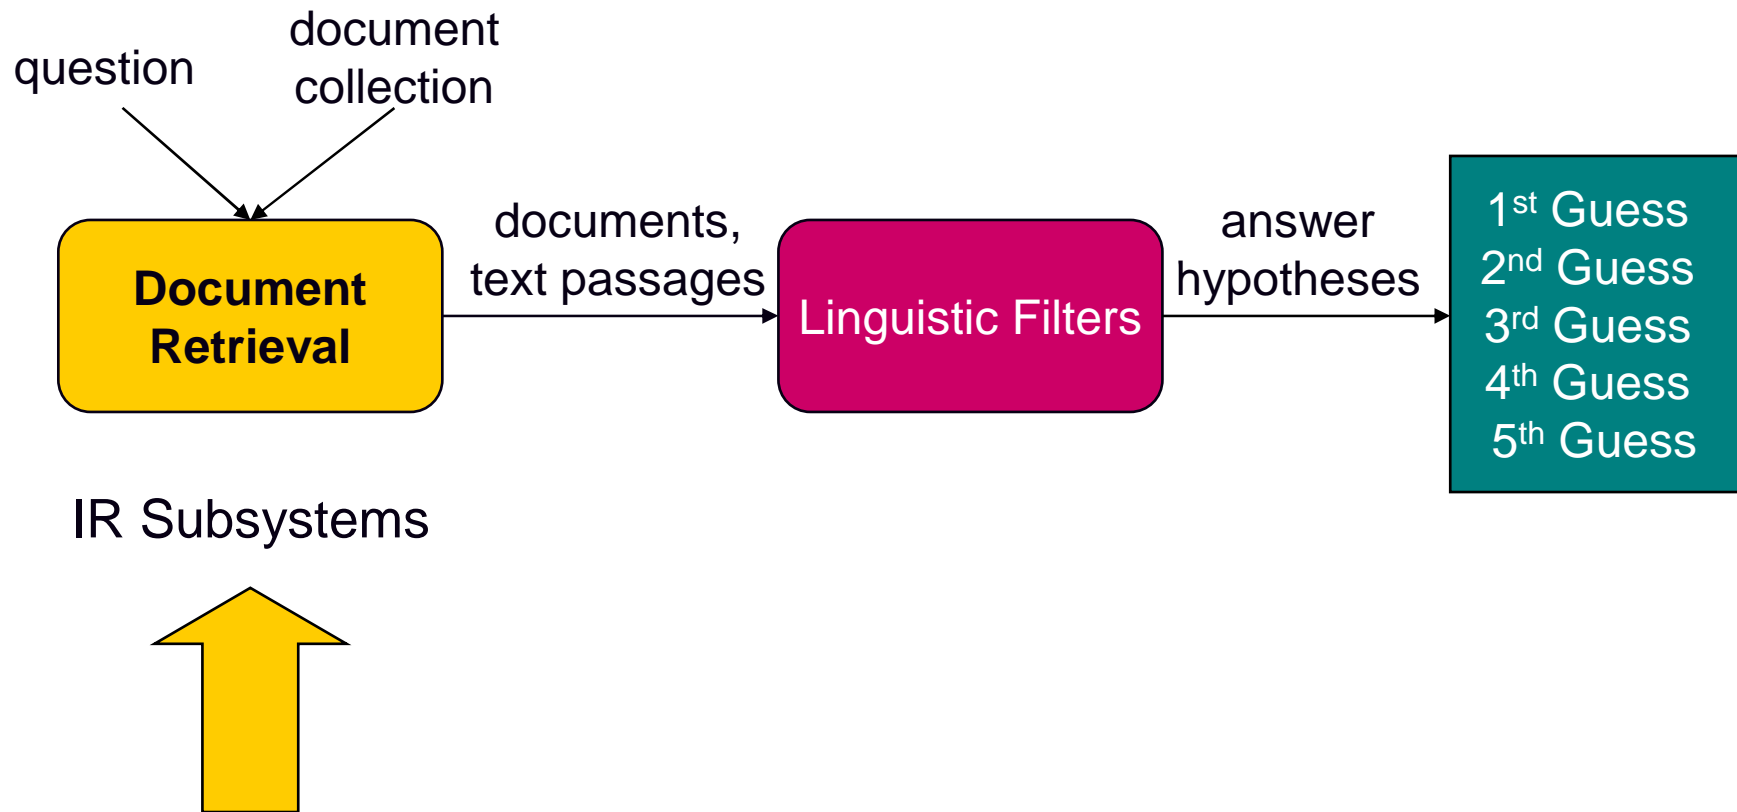 question
document
collection
Document
Retrieval
documents,
text passages
Linguistic Filters
answer
hypotheses
1st Guess
2nd Guess
3rd Guess
4th Guess
5th Guess
IR Subsystems